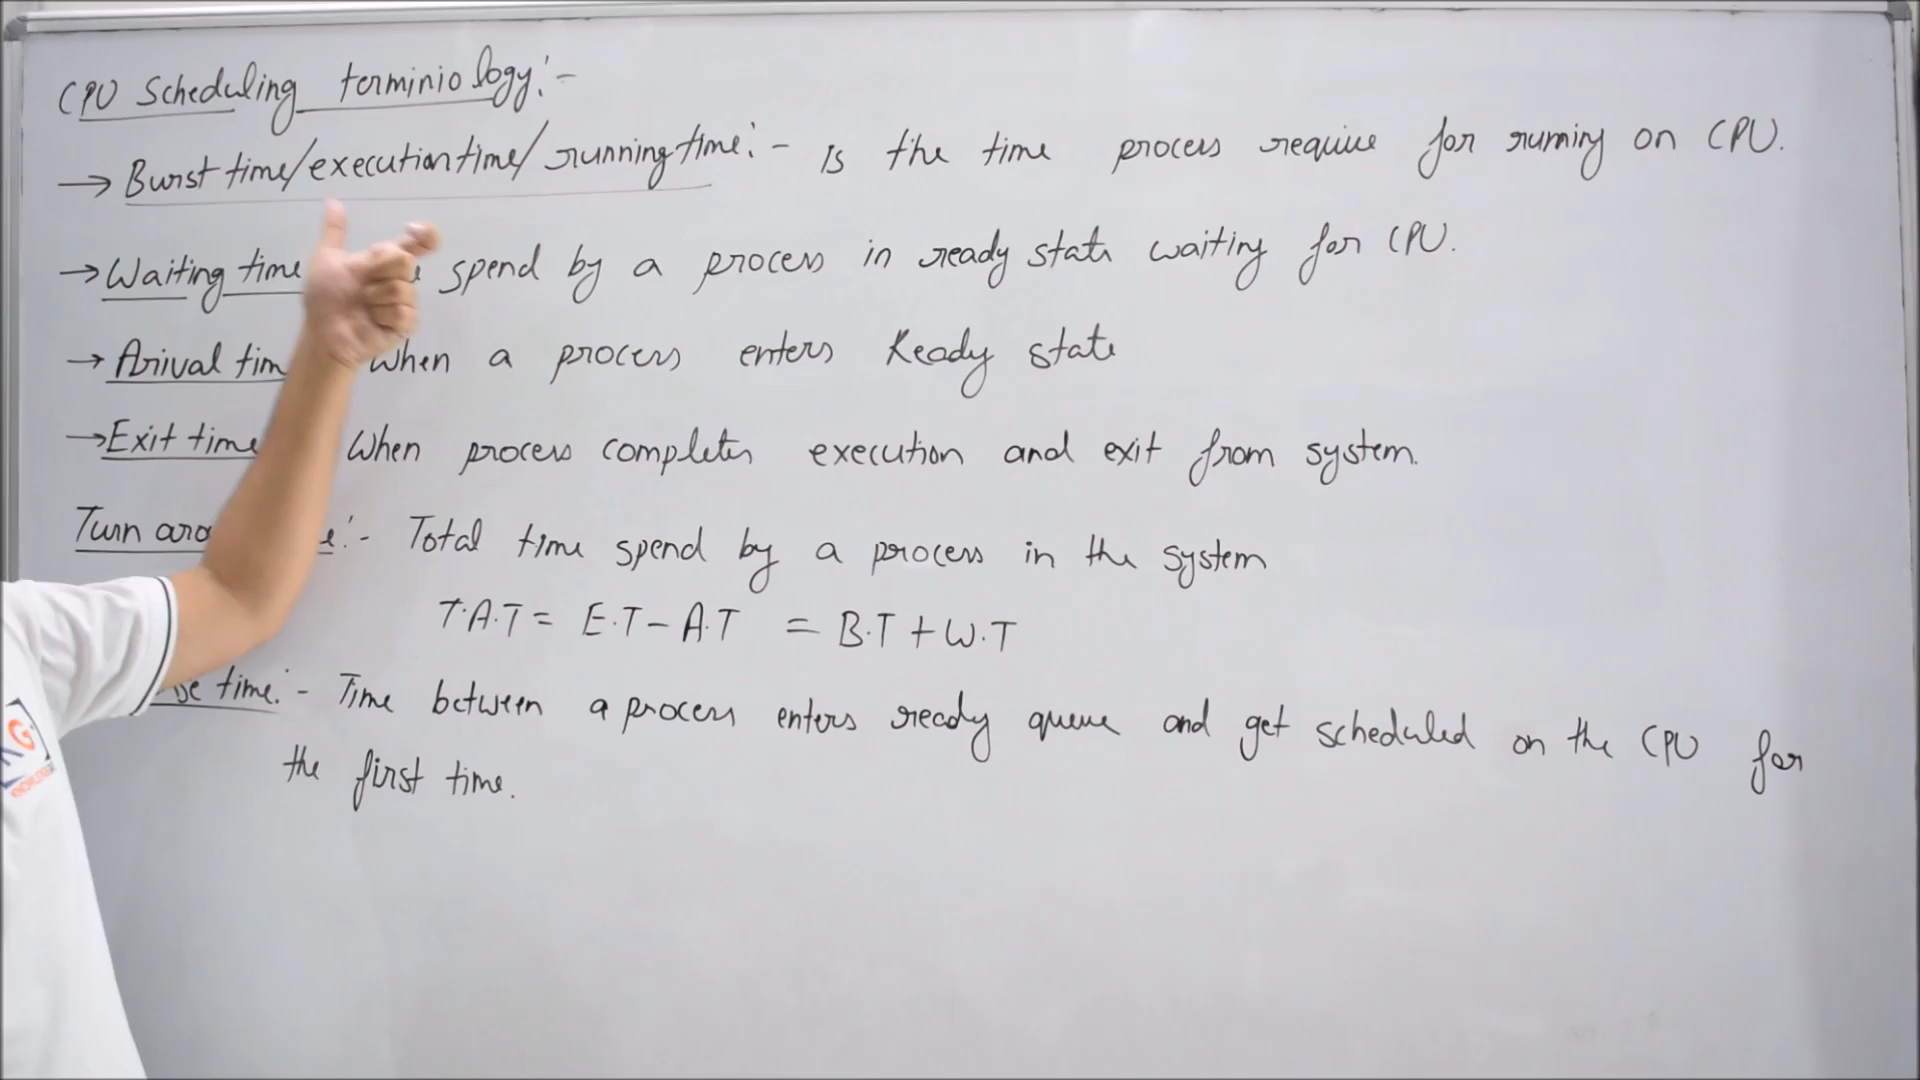 CPU Scheduling terminiology:-
→ Burst time/execution time/ running time:- is the time process require for running on CPU.
→ Waiting time spend by a process in ready state waiting for CPU.
→ Arival tim When a process enters Ready state
→ Exit time When process completes execution and exit from system.
Turn aro e:- Total time spend by a process in the system
T.A.T = E.T - A.T = B.T + W.T
se time:- Time between a process enters ready queue and get scheduled on the CPU for
the first time.
G